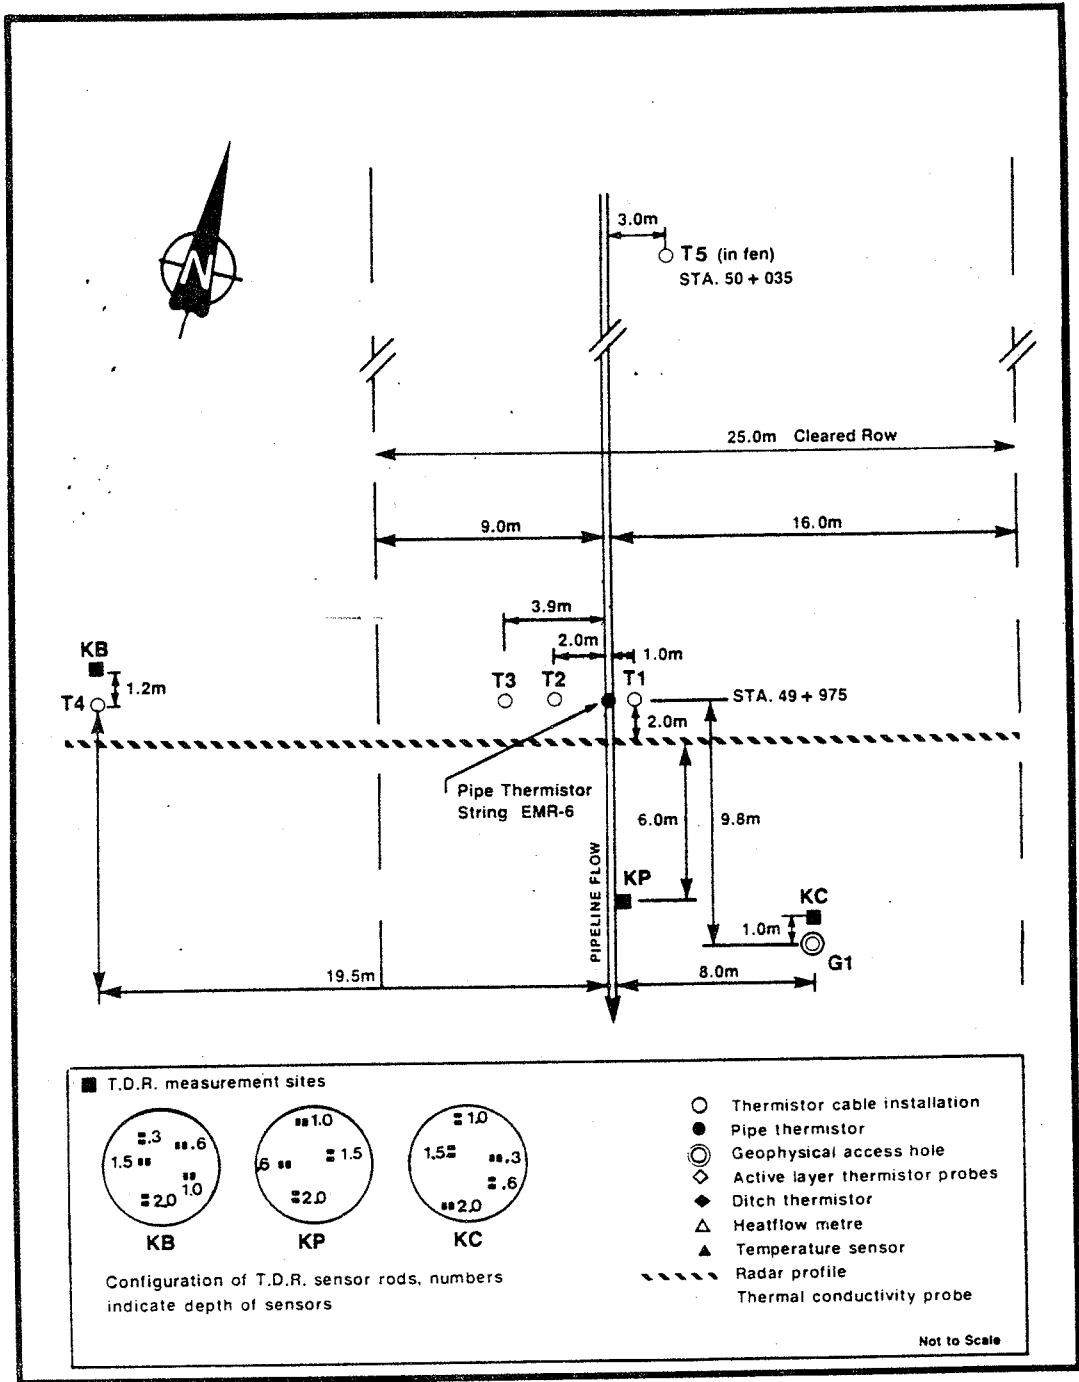 N
3.0m
T5 (in fen)
STA. 50 + 035
25.0m Cleared Row
9.0m
16.0m
3.9m
2.0m
1.0m
KB
1.2m
T4
T3
T2
T1
STA. 49 + 975
2.0m
Pipe Thermistor
String EMR-6
6.0m
9.8m
PIPELINE FLOW
KP
KC
1.0m
G1
19.5m
8.0m
T.D.R. measurement sites
.3
.6
1.5
1.0
2.0
KB
1.0
1.5
.6
2.0
KP
1.0
1.5
.3
.6
2.0
KC
Configuration of T.D.R. sensor rods, numbers
indicate depth of sensors
Thermistor cable installation
Pipe thermistor
Geophysical access hole
Active layer thermistor probes
Ditch thermistor
Heatflow metre
Temperature sensor
Radar profile
Thermal conductivity probe
Not to Scale